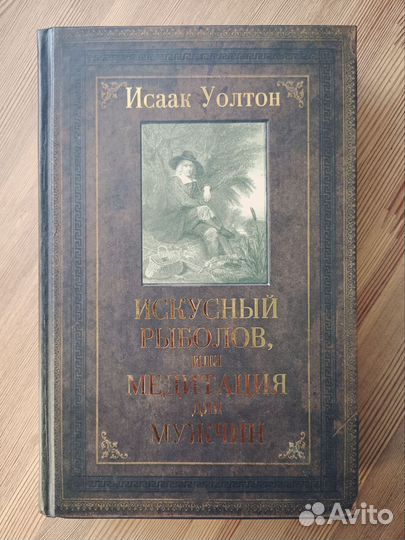 Исаак Уолтон
ИСКУСНЫЙ
РЫБОЛОВ,
ИЛИ
МЕДИТАЦИЯ
ДЛЯ
МУЖЧИН
Avito